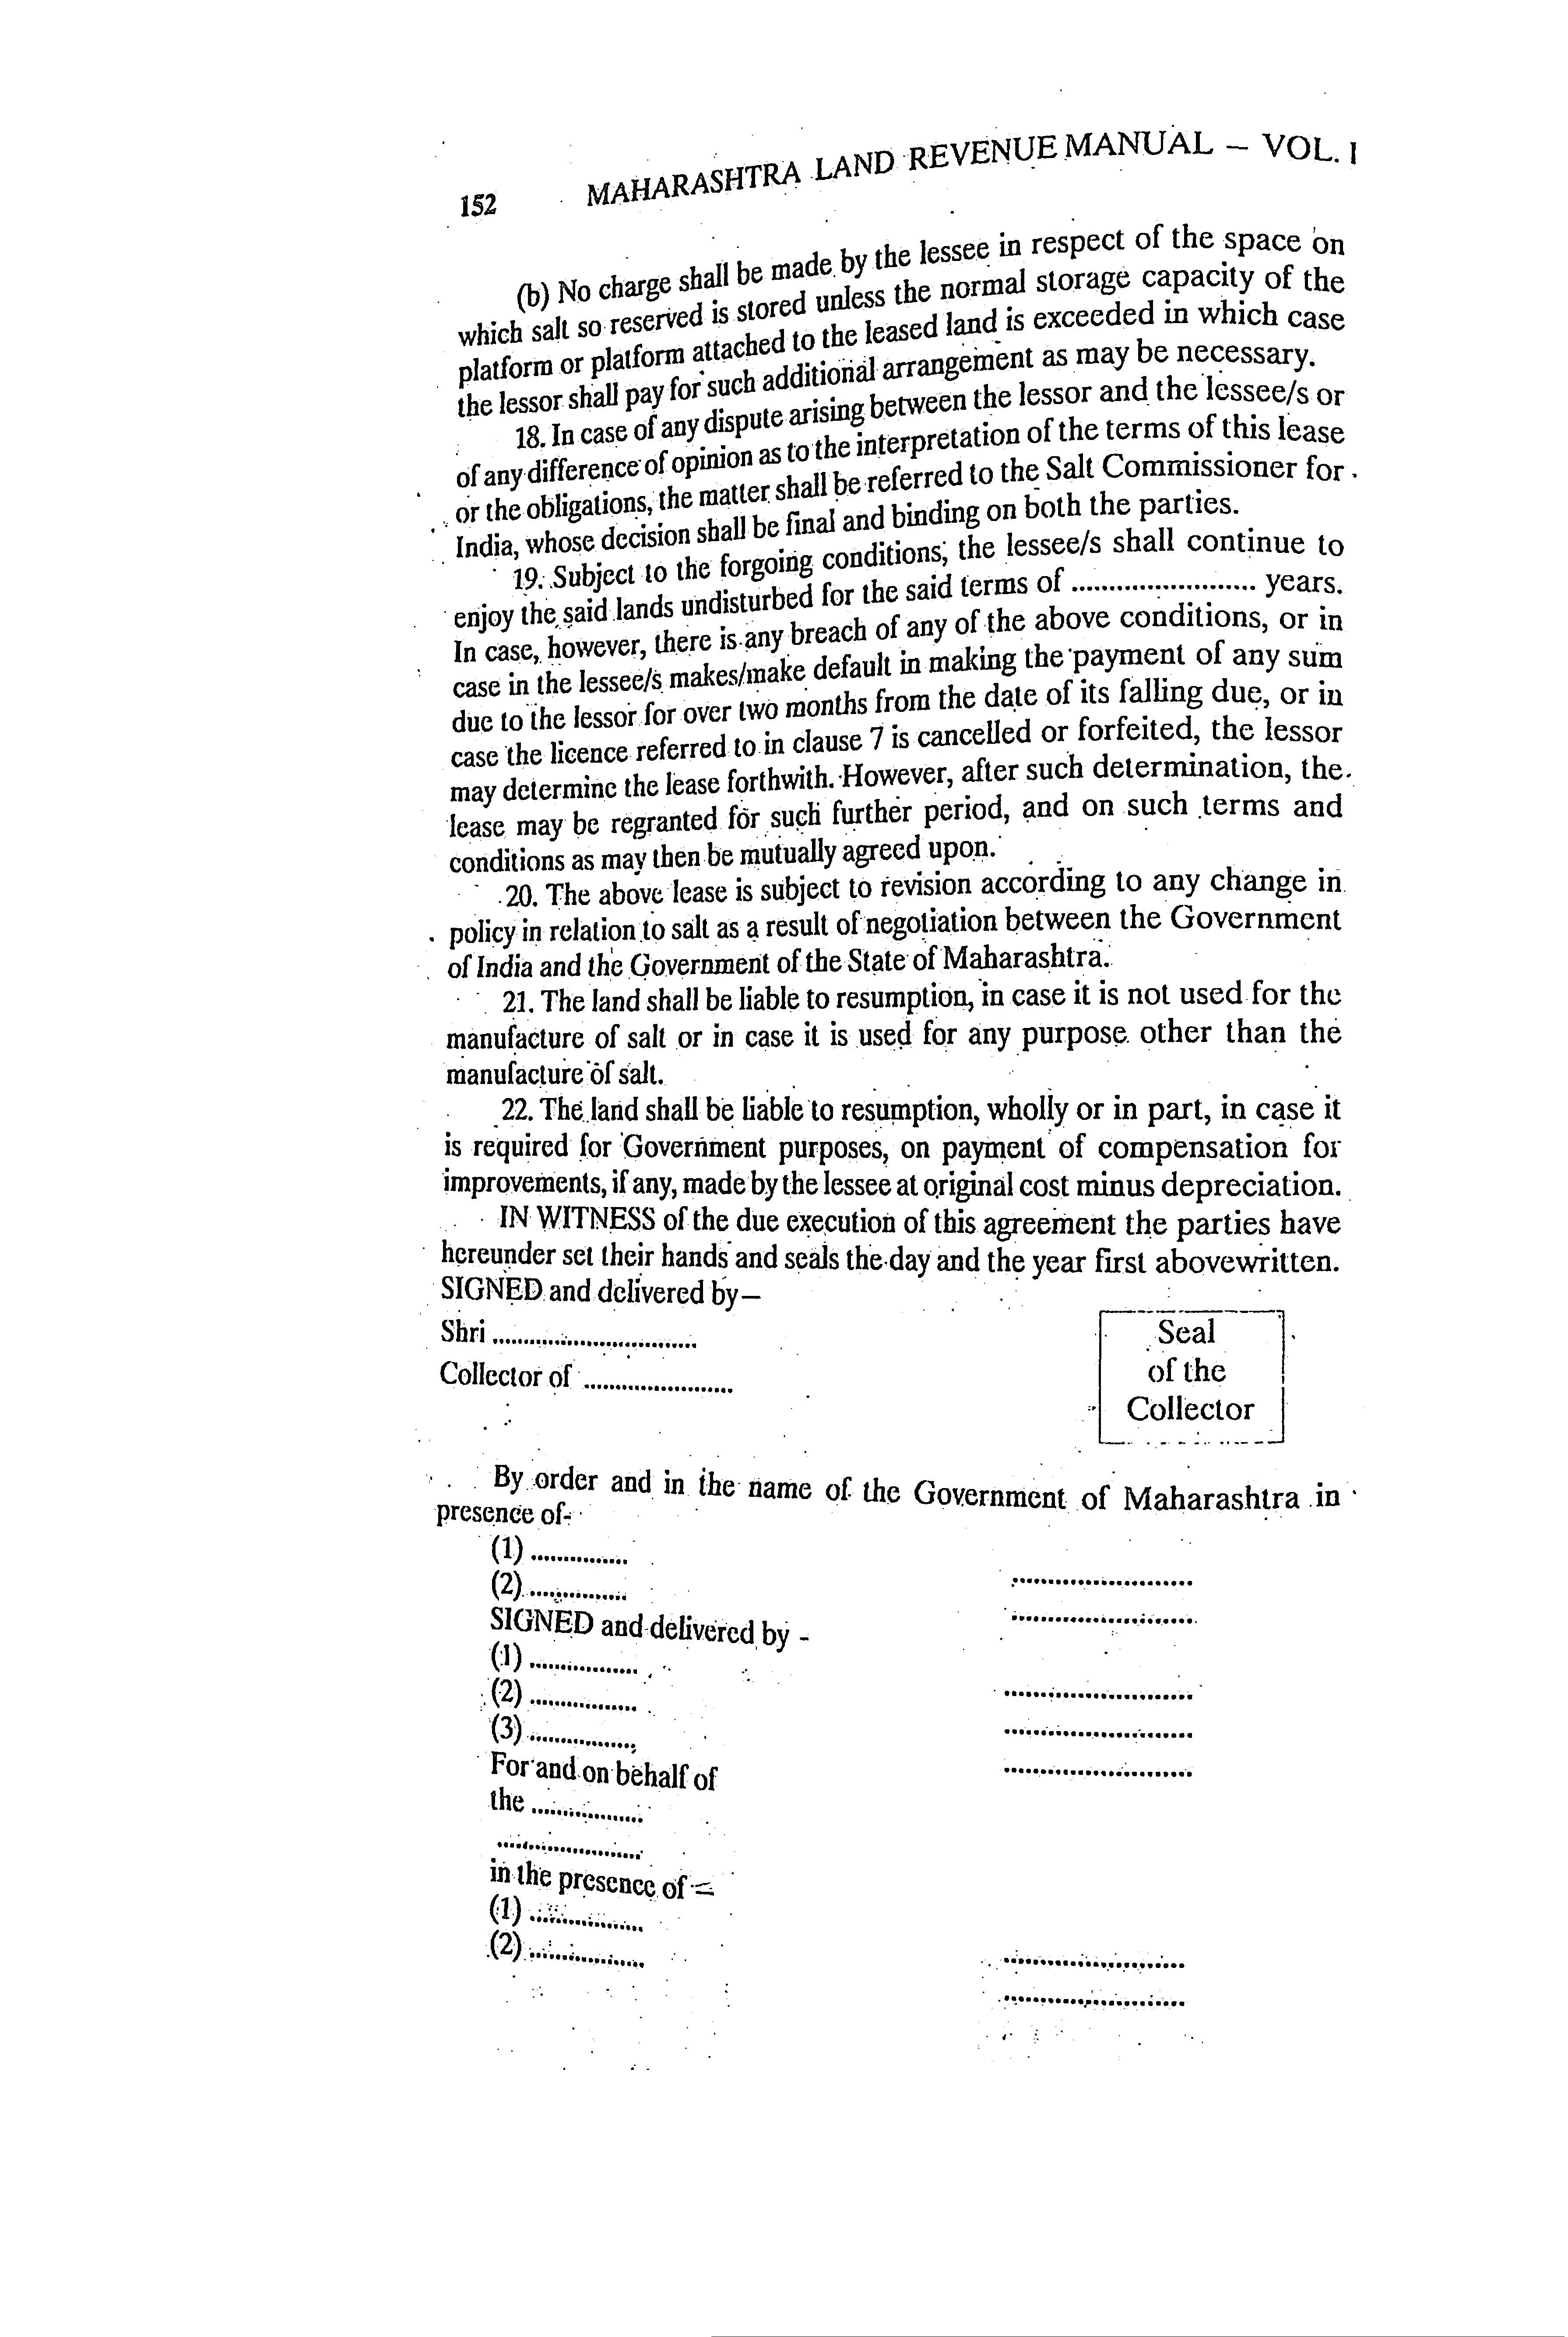 152 MAHARASHTRA LAND REVENUE MANUAL – VOL. I
(b) No charge shall be made by the lessee in respect of the space on
which salt so reserved is stored unless the normal storage capacity of the
platform or platform attached to the leased land is exceeded in which case
the lessor shall pay for such additional arrangement as may be necessary.
18. In case of any dispute arising between the lessor and the lessee/s or
of any difference of opinion as to the interpretation of the terms of this lease
or the obligations, the matter shall be referred to the Salt Commissioner for
India, whose decision shall be final and binding on both the parties.
19. Subject to the forgoing conditions, the lessee/s shall continue to
enjoy the said lands undisturbed for the said terms of ........................ years.
In case, however, there is any breach of any of the above conditions, or in
case in the lessee/s makes/make default in making the payment of any sum
due to the lessor for over two months from the date of its falling due, or in
case the licence referred to in clause 7 is cancelled or forfeited, the lessor
may determine the lease forthwith. However, after such determination, the
lease may be regranted for such further period, and on such terms and
conditions as may then be mutually agreed upon.
20. The above lease is subject to revision according to any change in
policy in relation to salt as a result of negotiation between the Government
of India and the Government of the State of Maharashtra.
21. The land shall be liable to resumption, in case it is not used for the
manufacture of salt or in case it is used for any purpose other than the
manufacture of salt.
22. The land shall be liable to resumption, wholly or in part, in case it
is required for Government purposes, on payment of compensation for
improvements, if any, made by the lessee at original cost minus depreciation.
IN WITNESS of the due execution of this agreement the parties have
hereunder set their hands and seals the day and the year first abovewritten.
SIGNED and delivered by—
Shri .................................
Collector of ........................
Seal
of the
Collector
By order and in the name of the Government of Maharashtra in
presence of-
(1) ................
(2) ................ .............................
SIGNED and delivered by - .............................
(1) .................
(2) ................. .............................
(3) ................. .............................
For and on behalf of .............................
the ..................
........................
in the presence of –
(1) ..................
(2) .................. .............................
.............................